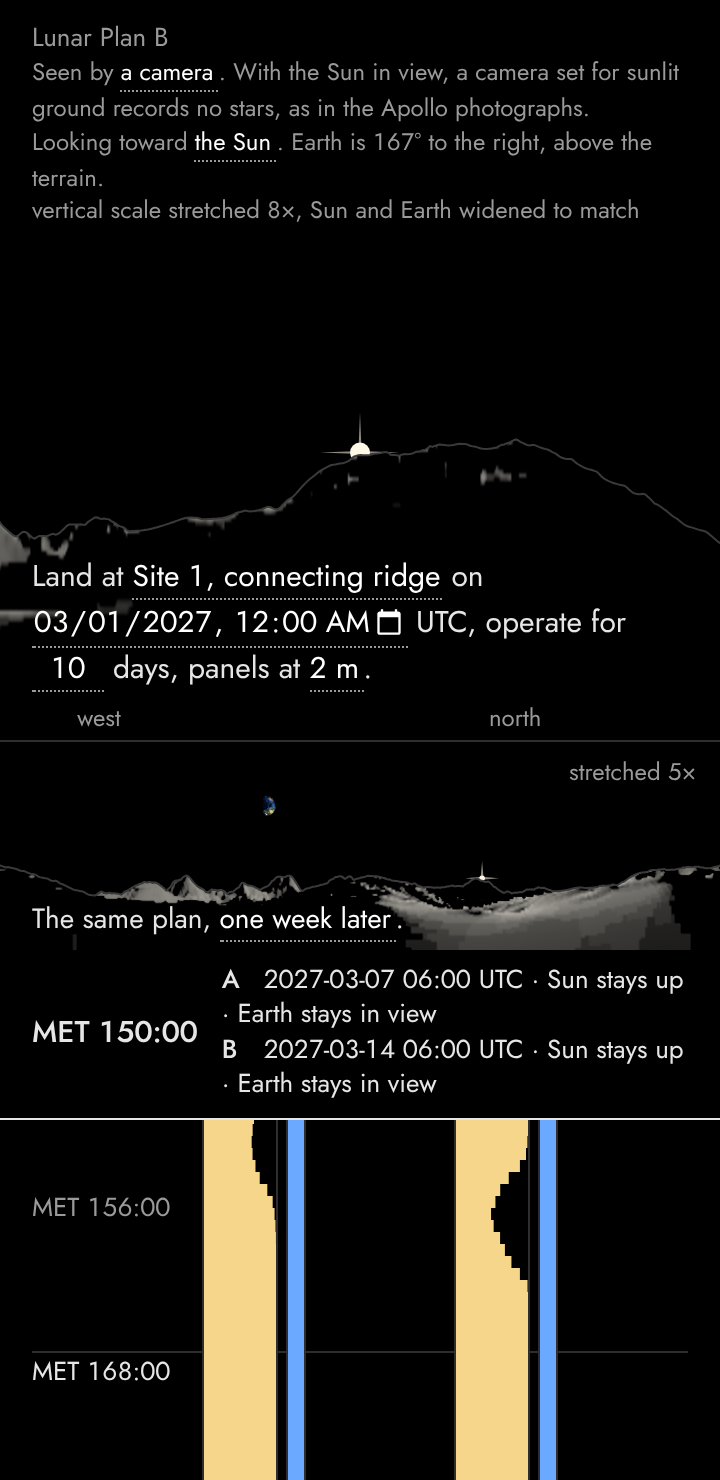 Lunar Plan B
Seen by a camera . With the Sun in view, a camera set for sunlit
ground records no stars, as in the Apollo photographs.
Looking toward the Sun . Earth is 167° to the right, above the
terrain.
vertical scale stretched 8×, Sun and Earth widened to match
Land at Site 1, connecting ridge on
03/01/2027, 12:00 AM UTC, operate for
10 days, panels at 2 m .
west north
stretched 5×
The same plan, one week later .
A 2027-03-07 06:00 UTC · Sun stays up
· Earth stays in view
MET 150:00
B 2027-03-14 06:00 UTC · Sun stays up
· Earth stays in view
MET 156:00
MET 168:00